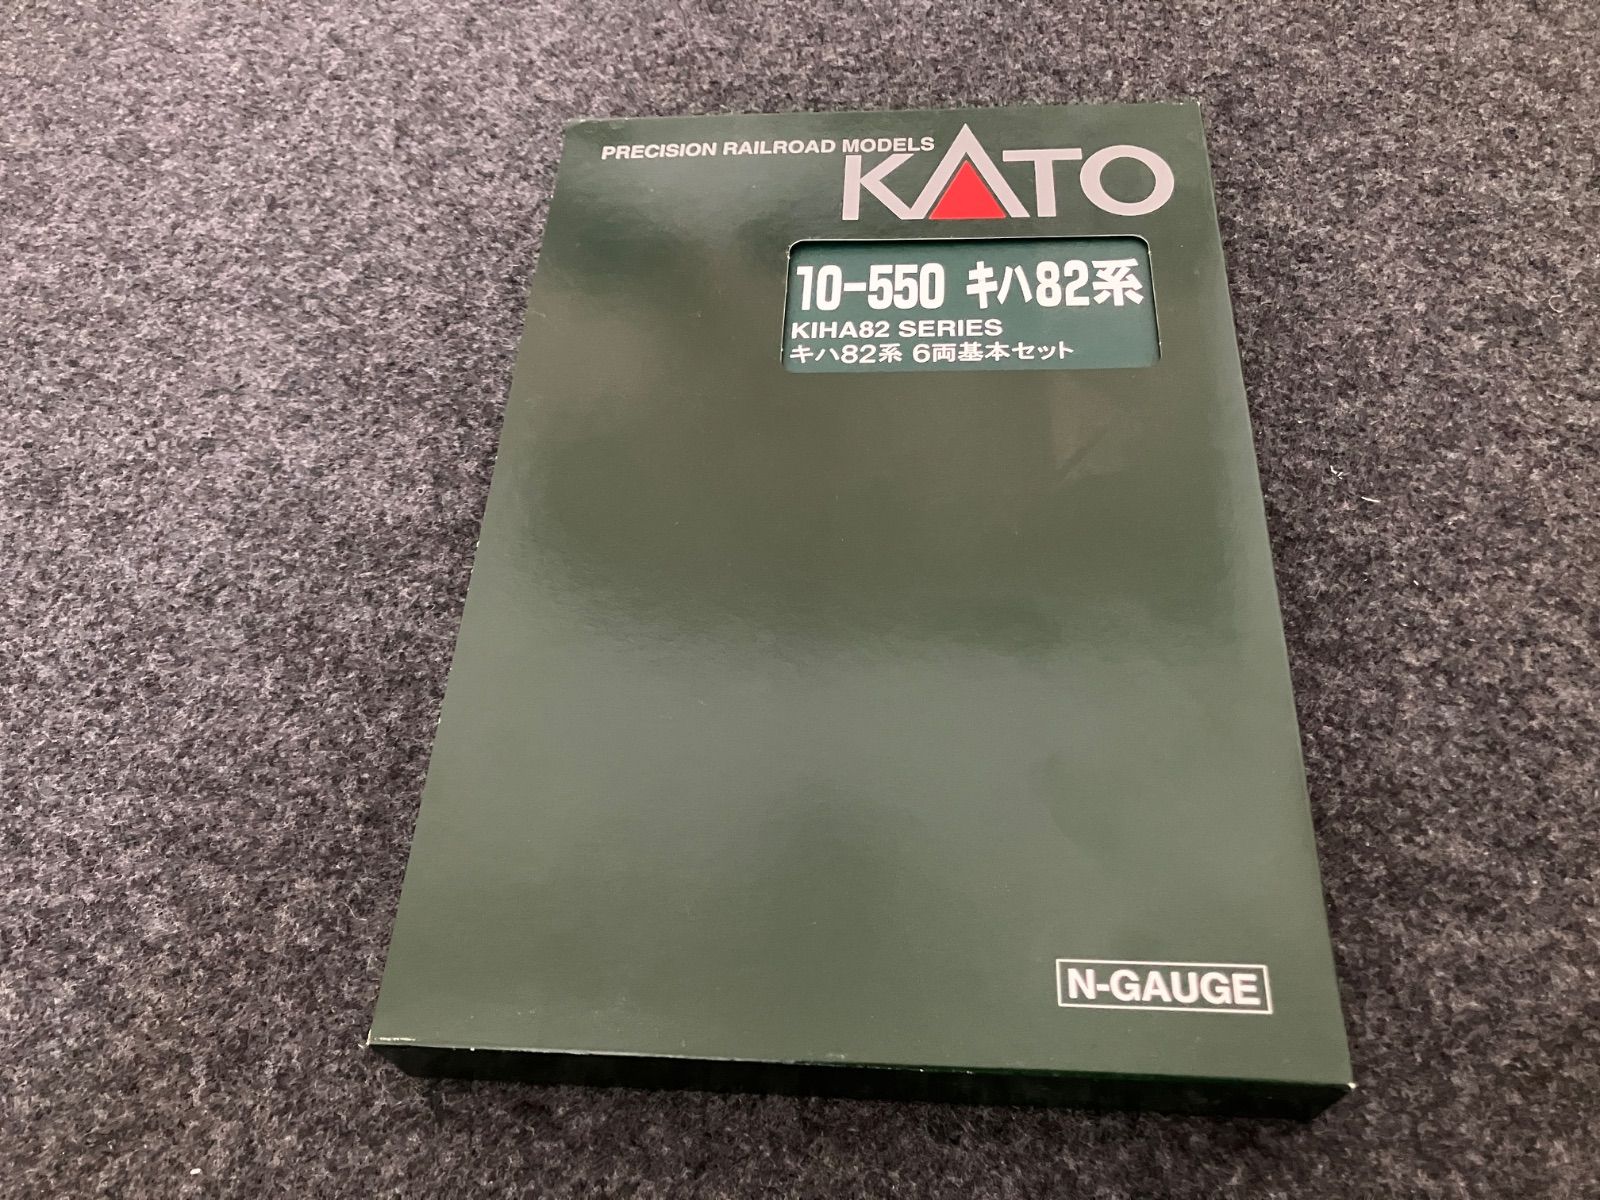 PRECISION RAILROAD MODELS
KATO
10-550 キハ82系
KIHA82 SERIES
キハ82系 6両基本セット
N-GAUGE